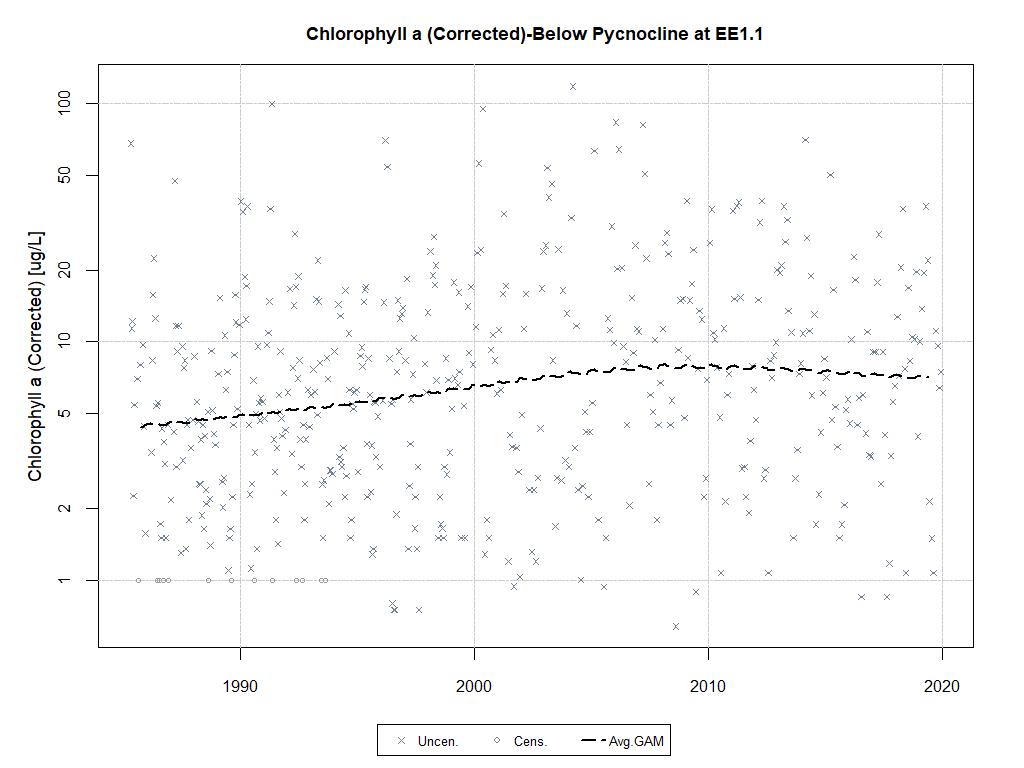 Chlorophyll a (Corrected)-Below Pycnocline at EE1.1
Chlorophyll a (Corrected) [ug/L]
100
50
20
10
5
2
1
1990 2000 2010 2020
Uncen. Cens. Avg.GAM